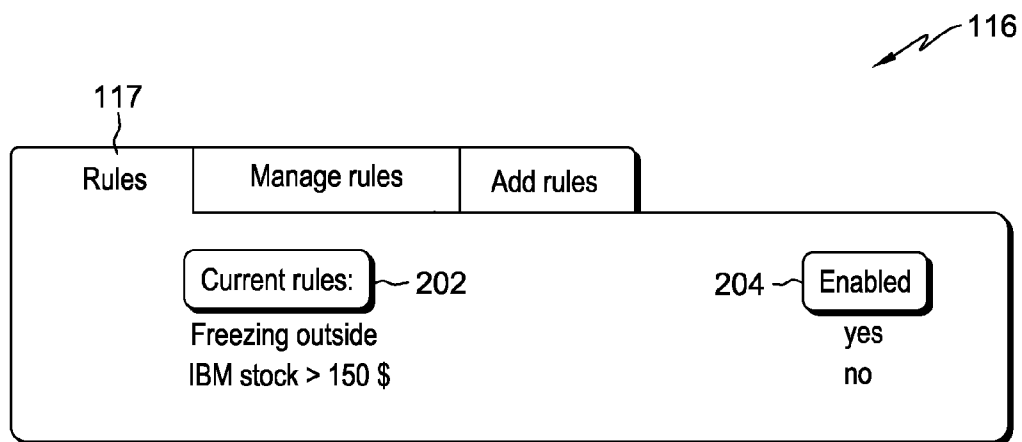 116
117
Rules Manage rules Add rules
Current rules: 202 204 Enabled
Freezing outside yes
IBM stock > 150 $ no